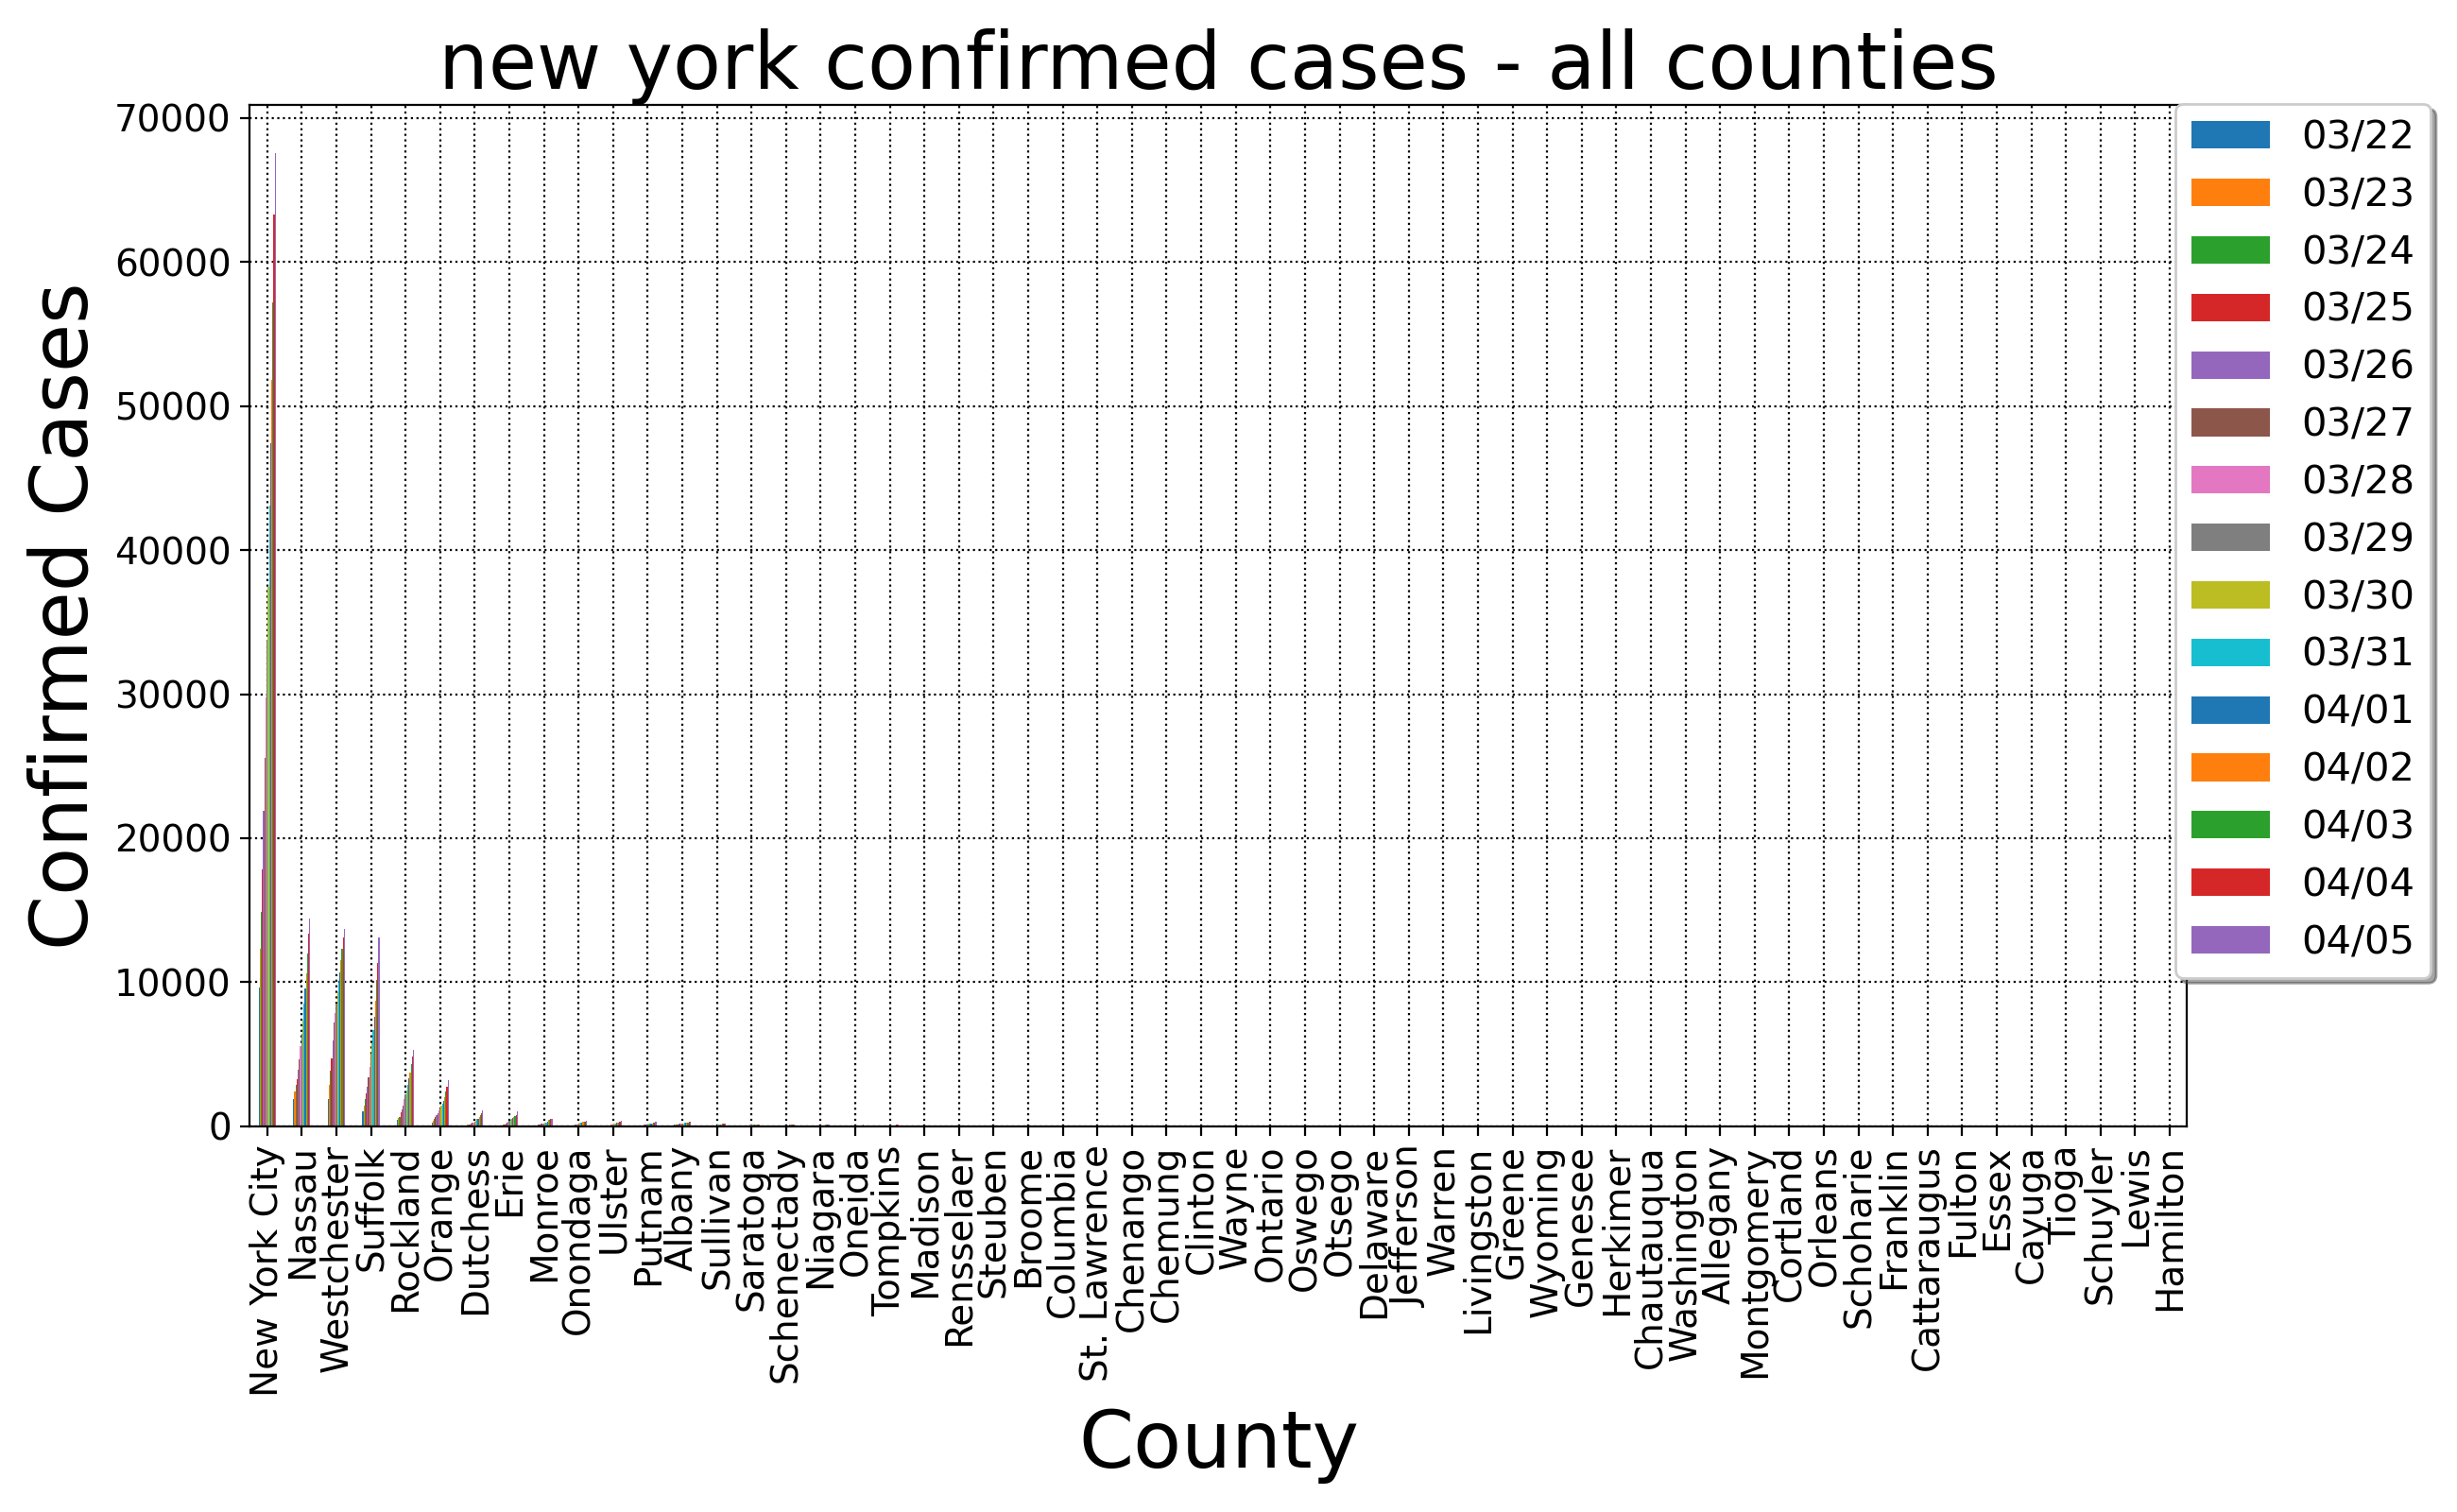 new york confirmed cases - all counties
Confirmed Cases
70000
60000
50000
40000
30000
20000
10000
0
03/22
03/23
03/24
03/25
03/26
03/27
03/28
03/29
03/30
03/31
04/01
04/02
04/03
04/04
04/05
New York City
Nassau
Westchester
Suffolk
Rockland
Orange
Dutchess
Erie
Monroe
Onondaga
Ulster
Putnam
Albany
Sullivan
Saratoga
Schenectady
Niagara
Oneida
Tompkins
Madison
Rensselaer
Steuben
Broome
Columbia
St. Lawrence
Chenango
Chemung
Clinton
Wayne
Ontario
Oswego
Otsego
Delaware
Jefferson
Warren
Livingston
Greene
Wyoming
Genesee
Herkimer
Chautauqua
Washington
Allegany
Montgomery
Cortland
Orleans
Schoharie
Franklin
Cattaraugus
Fulton
Essex
Cayuga
Tioga
Schuyler
Lewis
Hamilton
County